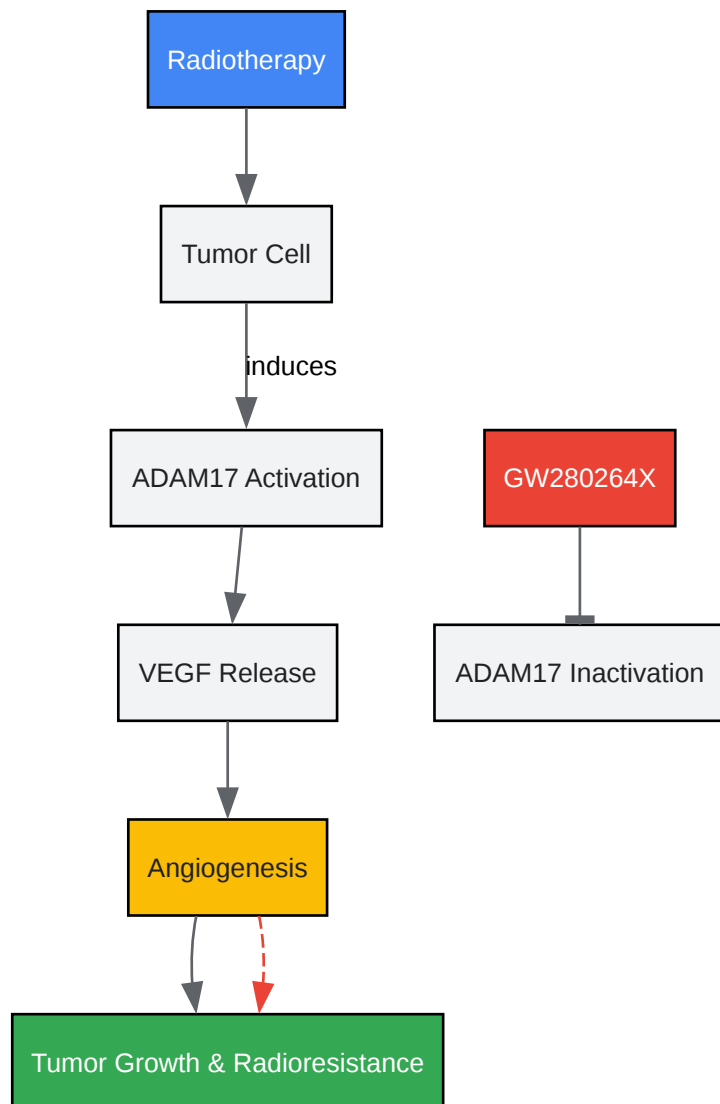 Radiotherapy
Tumor Cell
induces
ADAM17 Activation
GW280264X
VEGF Release
ADAM17 Inactivation
Angiogenesis
Tumor Growth & Radioresistance